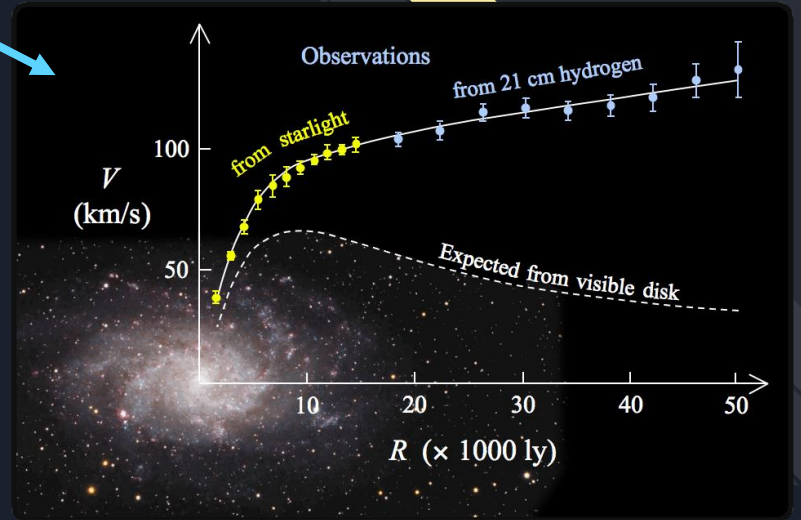 Observations
from 21 cm hydrogen
from starlight
100
V
(km/s)
50
Expected from visible disk
10 20 30 40 50
R (× 1000 ly)